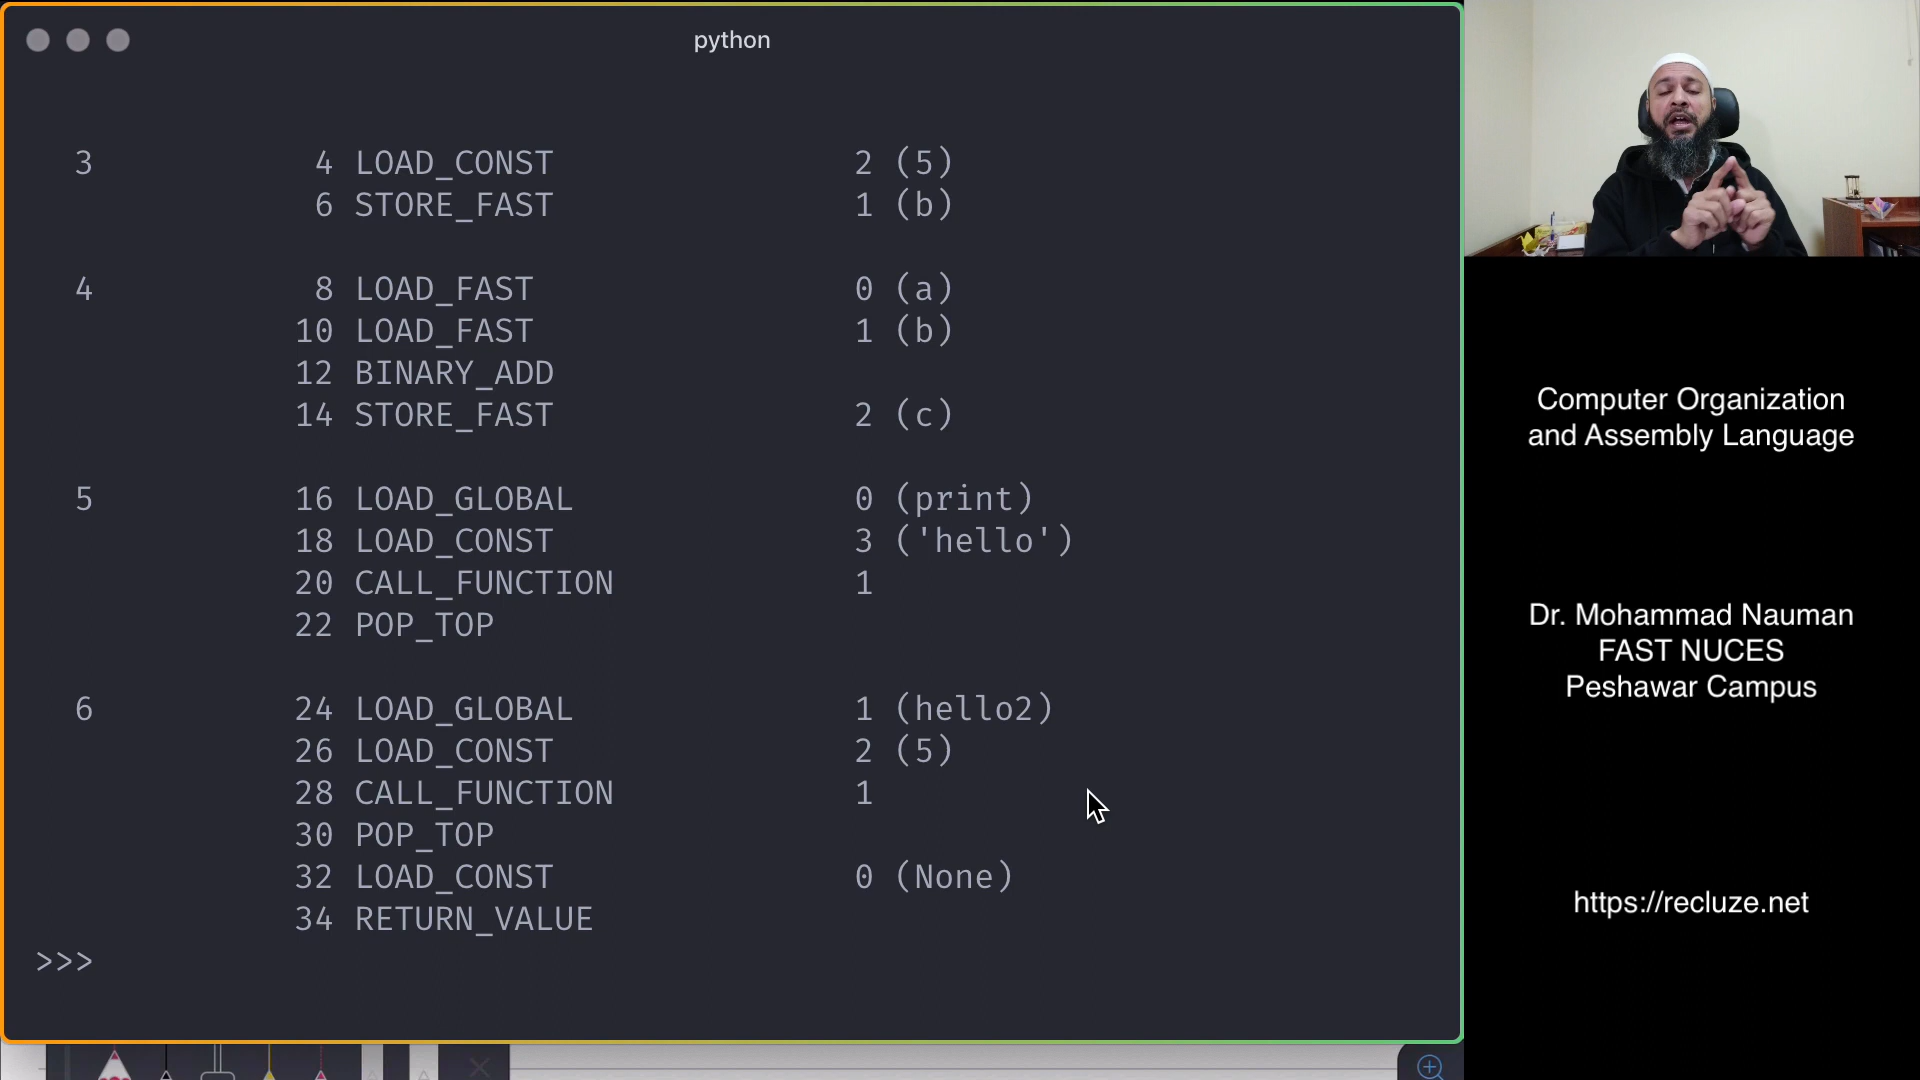 python
3 4 LOAD_CONST 2 (5)
6 STORE_FAST 1 (b)
4 8 LOAD_FAST 0 (a)
10 LOAD_FAST 1 (b)
12 BINARY_ADD
14 STORE_FAST 2 (c)
5 16 LOAD_GLOBAL 0 (print)
18 LOAD_CONST 3 ('hello')
20 CALL_FUNCTION 1
22 POP_TOP
6 24 LOAD_GLOBAL 1 (hello2)
26 LOAD_CONST 2 (5)
28 CALL_FUNCTION 1
30 POP_TOP
32 LOAD_CONST 0 (None)
34 RETURN_VALUE
>>>
Computer Organization
and Assembly Language
Dr. Mohammad Nauman
FAST NUCES
Peshawar Campus
https://recluze.net